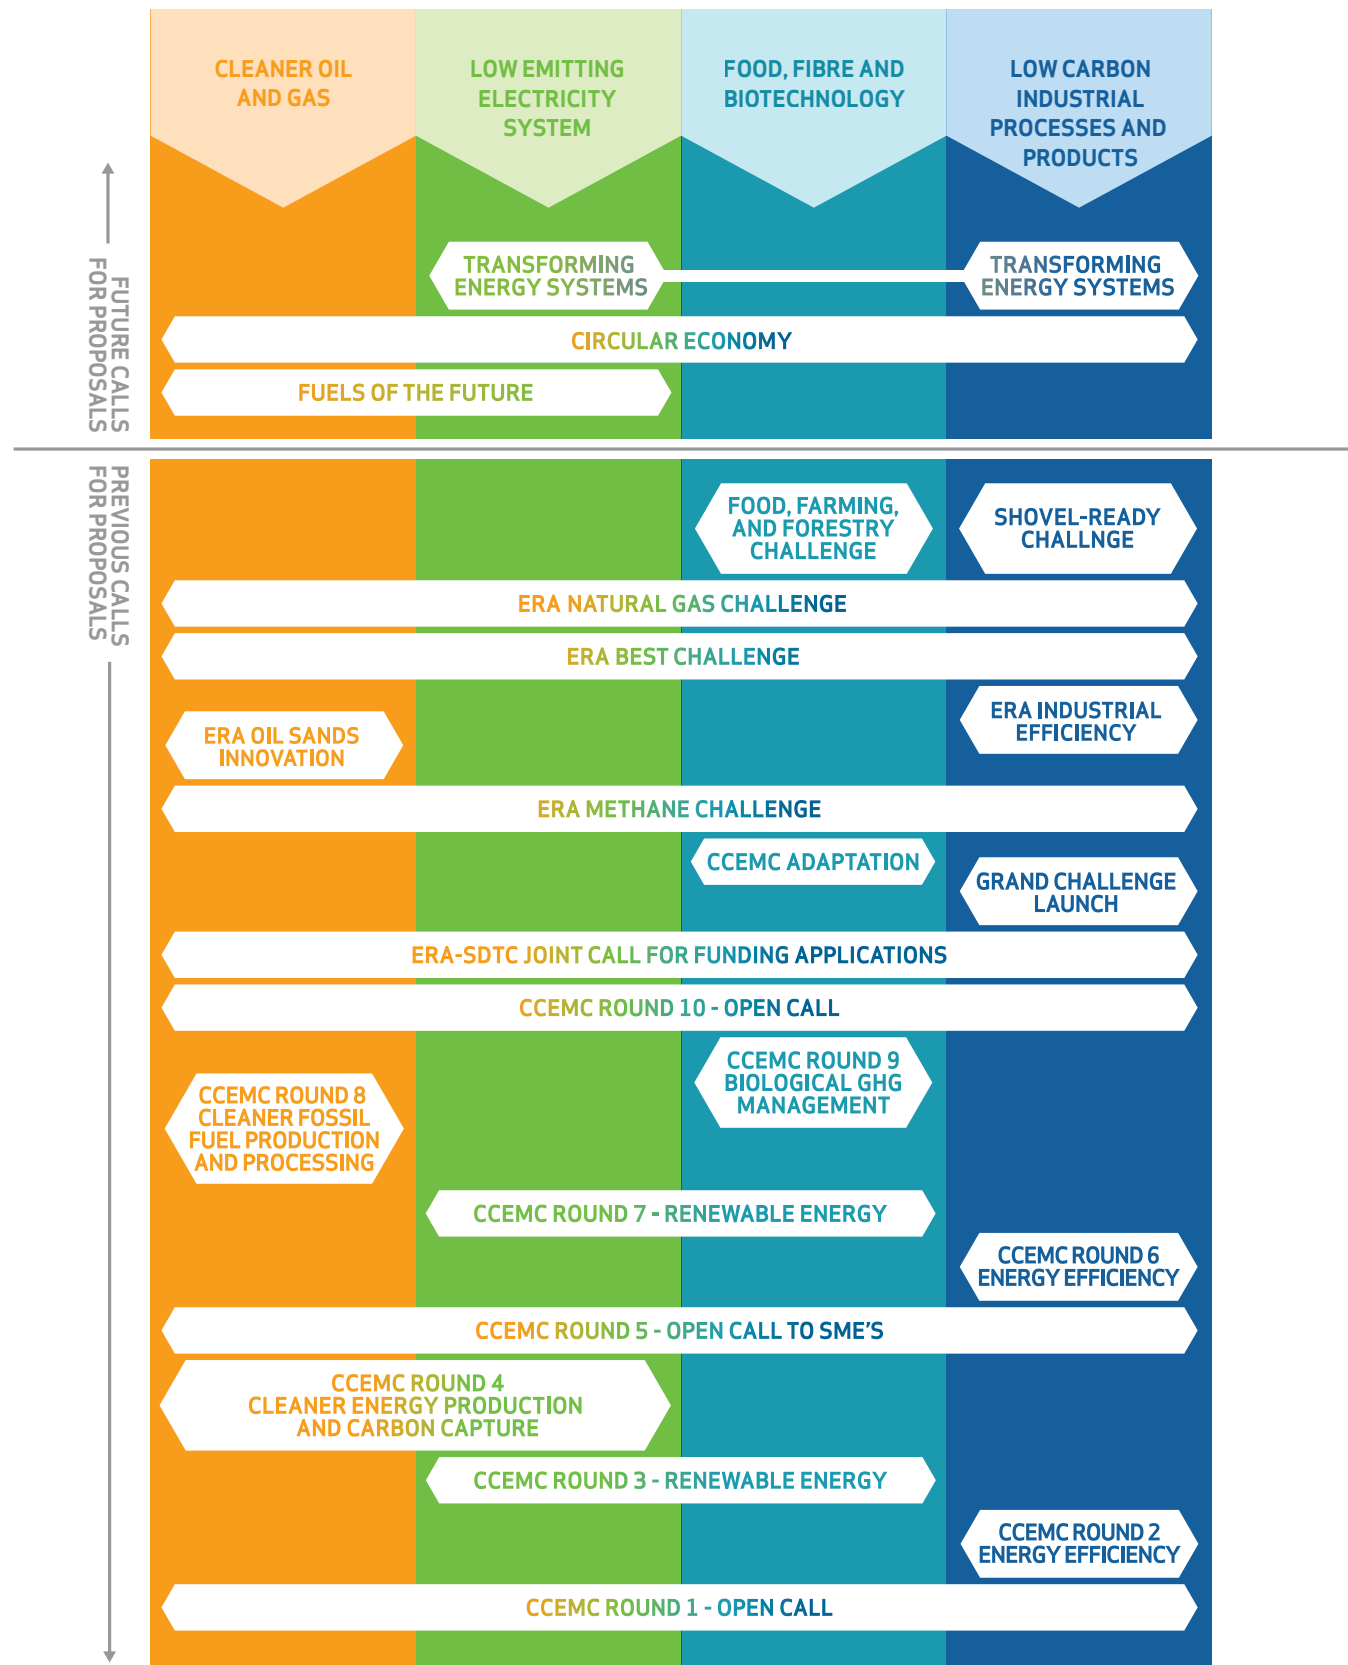 CLEANER OIL
AND GAS
LOW EMITTING
ELECTRICITY
SYSTEM
FOOD, FIBRE AND
BIOTECHNOLOGY
LOW CARBON
INDUSTRIAL
PROCESSES AND
PRODUCTS
FUTURE CALLS
FOR PROPOSALS
TRANSFORMING
ENERGY SYSTEMS
TRANSFORMING
ENERGY SYSTEMS
CIRCULAR ECONOMY
FUELS OF THE FUTURE
PREVIOUS CALLS
FOR PROPOSALS
FOOD, FARMING,
AND FORESTRY
CHALLENGE
SHOVEL-READY
CHALLNGE
ERA NATURAL GAS CHALLENGE
ERA BEST CHALLENGE
ERA OIL SANDS
INNOVATION
ERA INDUSTRIAL
EFFICIENCY
ERA METHANE CHALLENGE
CCEMC ADAPTATION
GRAND CHALLENGE
LAUNCH
ERA-SDTC JOINT CALL FOR FUNDING APPLICATIONS
CCEMC ROUND 10 - OPEN CALL
CCEMC ROUND 9
BIOLOGICAL GHG
MANAGEMENT
CCEMC ROUND 8
CLEANER FOSSIL
FUEL PRODUCTION
AND PROCESSING
CCEMC ROUND 7 - RENEWABLE ENERGY
CCEMC ROUND 6
ENERGY EFFICIENCY
CCEMC ROUND 5 - OPEN CALL TO SME'S
CCEMC ROUND 4
CLEANER ENERGY PRODUCTION
AND CARBON CAPTURE
CCEMC ROUND 3 - RENEWABLE ENERGY
CCEMC ROUND 2
ENERGY EFFICIENCY
CCEMC ROUND 1 - OPEN CALL